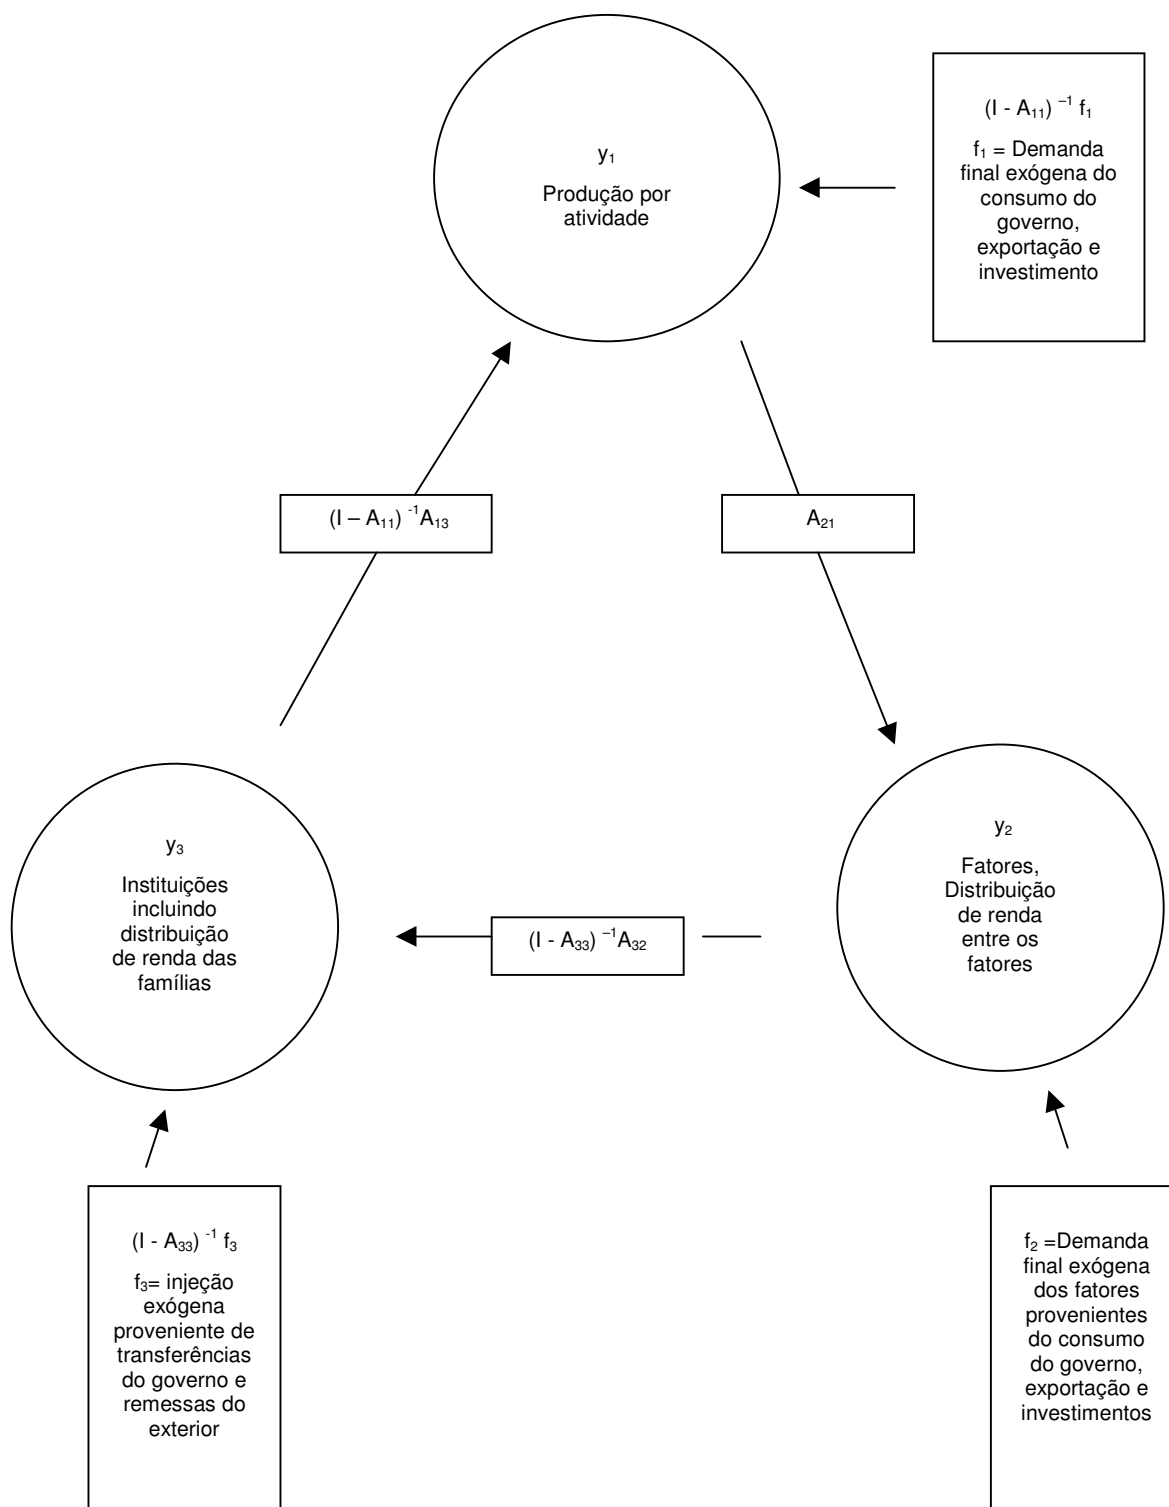 y₁
Produção por
atividade
(I - A₁₁) ⁻¹ f₁
f₁ = Demanda
final exógena do
consumo do
governo,
exportação e
investimento
(I – A₁₁) ⁻¹A₁₃
A₂₁
y₃
Instituições
incluindo
distribuição
de renda das
famílias
(I - A₃₃) ⁻¹A₃₂
y₂
Fatores,
Distribuição
de renda
entre os
fatores
(I - A₃₃) ⁻¹ f₃
f₃= injeção
exógena
proveniente de
transferências
do governo e
remessas do
exterior
f₂ =Demanda
final exógena
dos fatores
provenientes
do consumo
do governo,
exportação e
investimentos